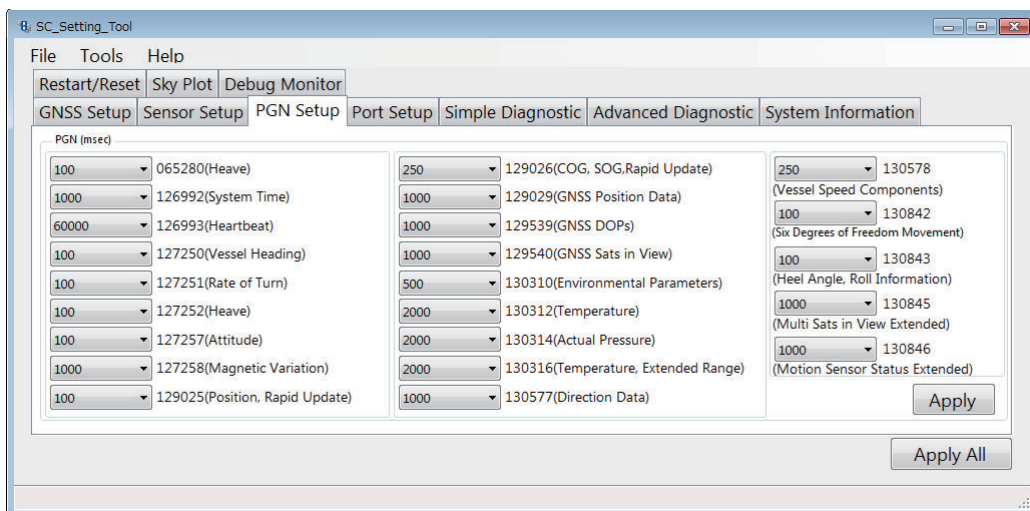 SC_Setting_Tool
File Tools Help
Restart/Reset Sky Plot Debug Monitor
GNSS Setup Sensor Setup PGN Setup Port Setup Simple Diagnostic Advanced Diagnostic System Information
PGN (msec)
100 065280(Heave)
1000 126992(System Time)
60000 126993(Heartbeat)
100 127250(Vessel Heading)
100 127251(Rate of Turn)
100 127252(Heave)
100 127257(Attitude)
1000 127258(Magnetic Variation)
100 129025(Position, Rapid Update)
250 129026(COG, SOG,Rapid Update)
1000 129029(GNSS Position Data)
1000 129539(GNSS DOPs)
1000 129540(GNSS Sats in View)
500 130310(Environmental Parameters)
2000 130312(Temperature)
2000 130314(Actual Pressure)
2000 130316(Temperature, Extended Range)
1000 130577(Direction Data)
250 130578
(Vessel Speed Components)
100 130842
(Six Degrees of Freedom Movement)
100 130843
(Heel Angle, Roll Information)
1000 130845
(Multi Sats in View Extended)
1000 130846
(Motion Sensor Status Extended)
Apply
Apply All